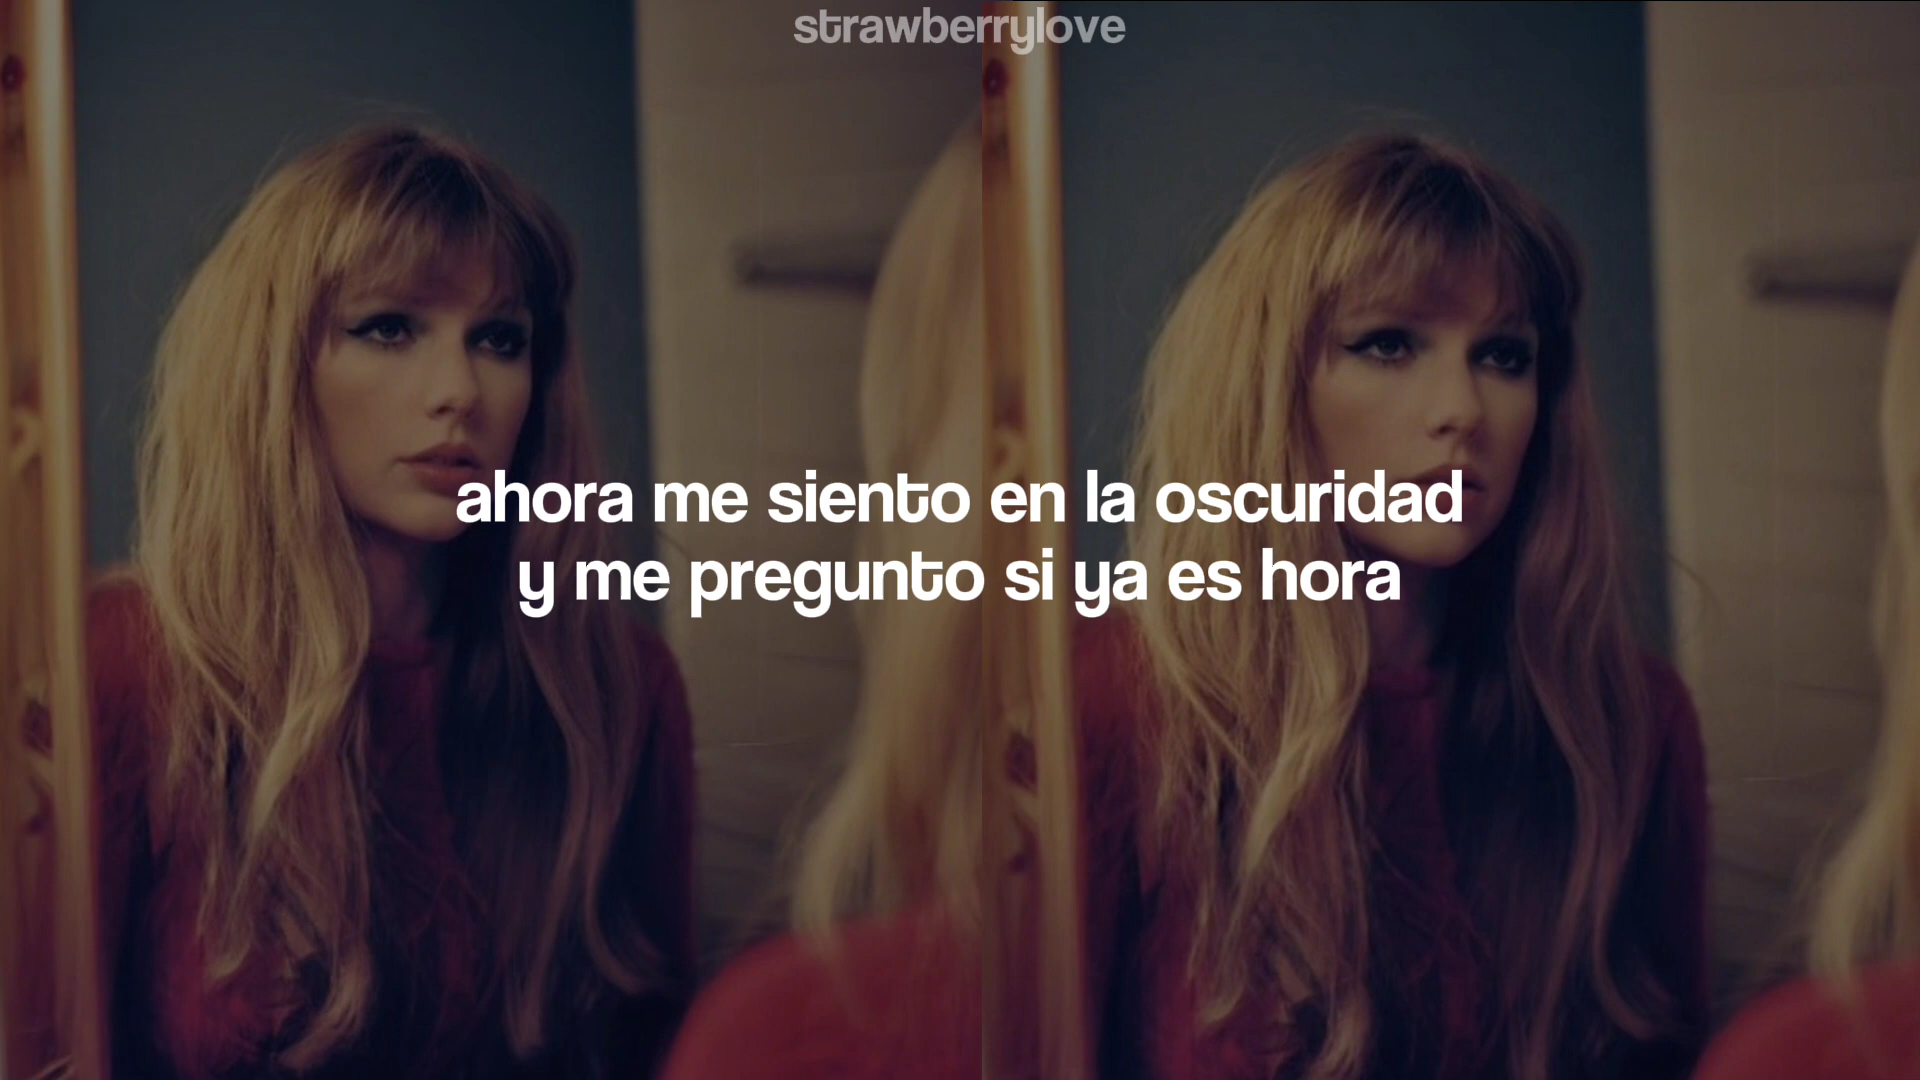 strawberrylove
ahora me siento en la oscuridad
y me pregunto si ya es hora